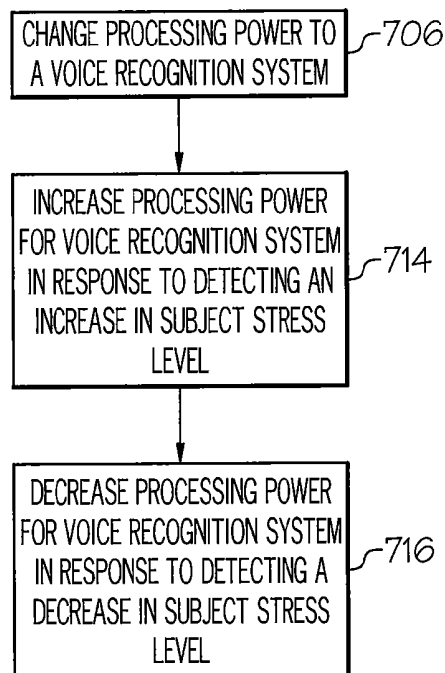 CHANGE PROCESSING POWER TO
A VOICE RECOGNITION SYSTEM
706
INCREASE PROCESSING POWER
FOR VOICE RECOGNITION SYSTEM
IN RESPONSE TO DETECTING AN
INCREASE IN SUBJECT STRESS
LEVEL
714
DECREASE PROCESSING POWER
FOR VOICE RECOGNITION SYSTEM
IN RESPONSE TO DETECTING A
DECREASE IN SUBJECT STRESS
LEVEL
716